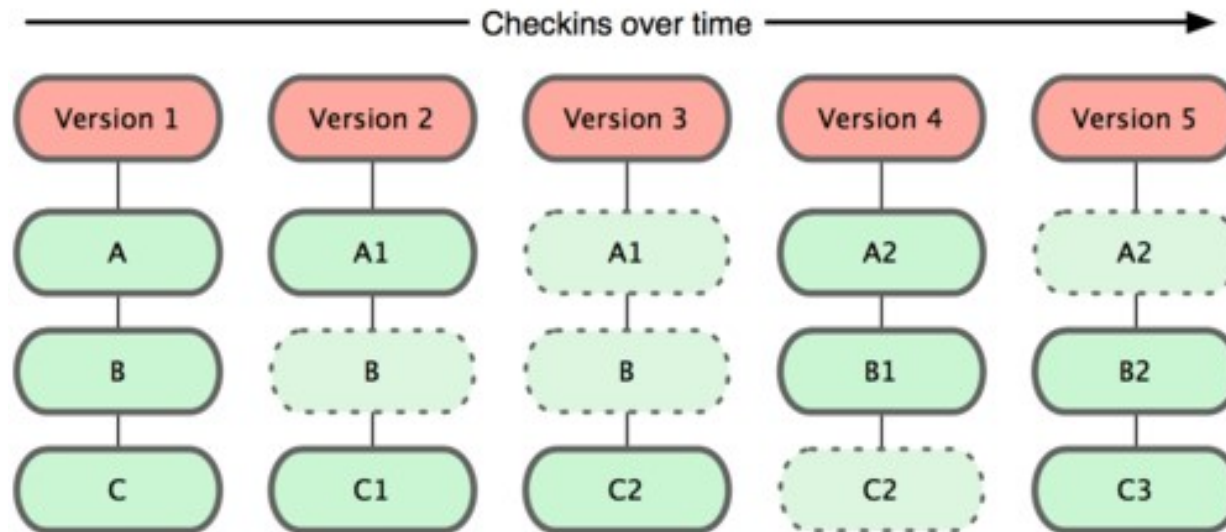 Checkins over time
Version 1 Version 2 Version 3 Version 4 Version 5
A A1 A1 A2 A2
B B B B1 B2
C C1 C2 C2 C3